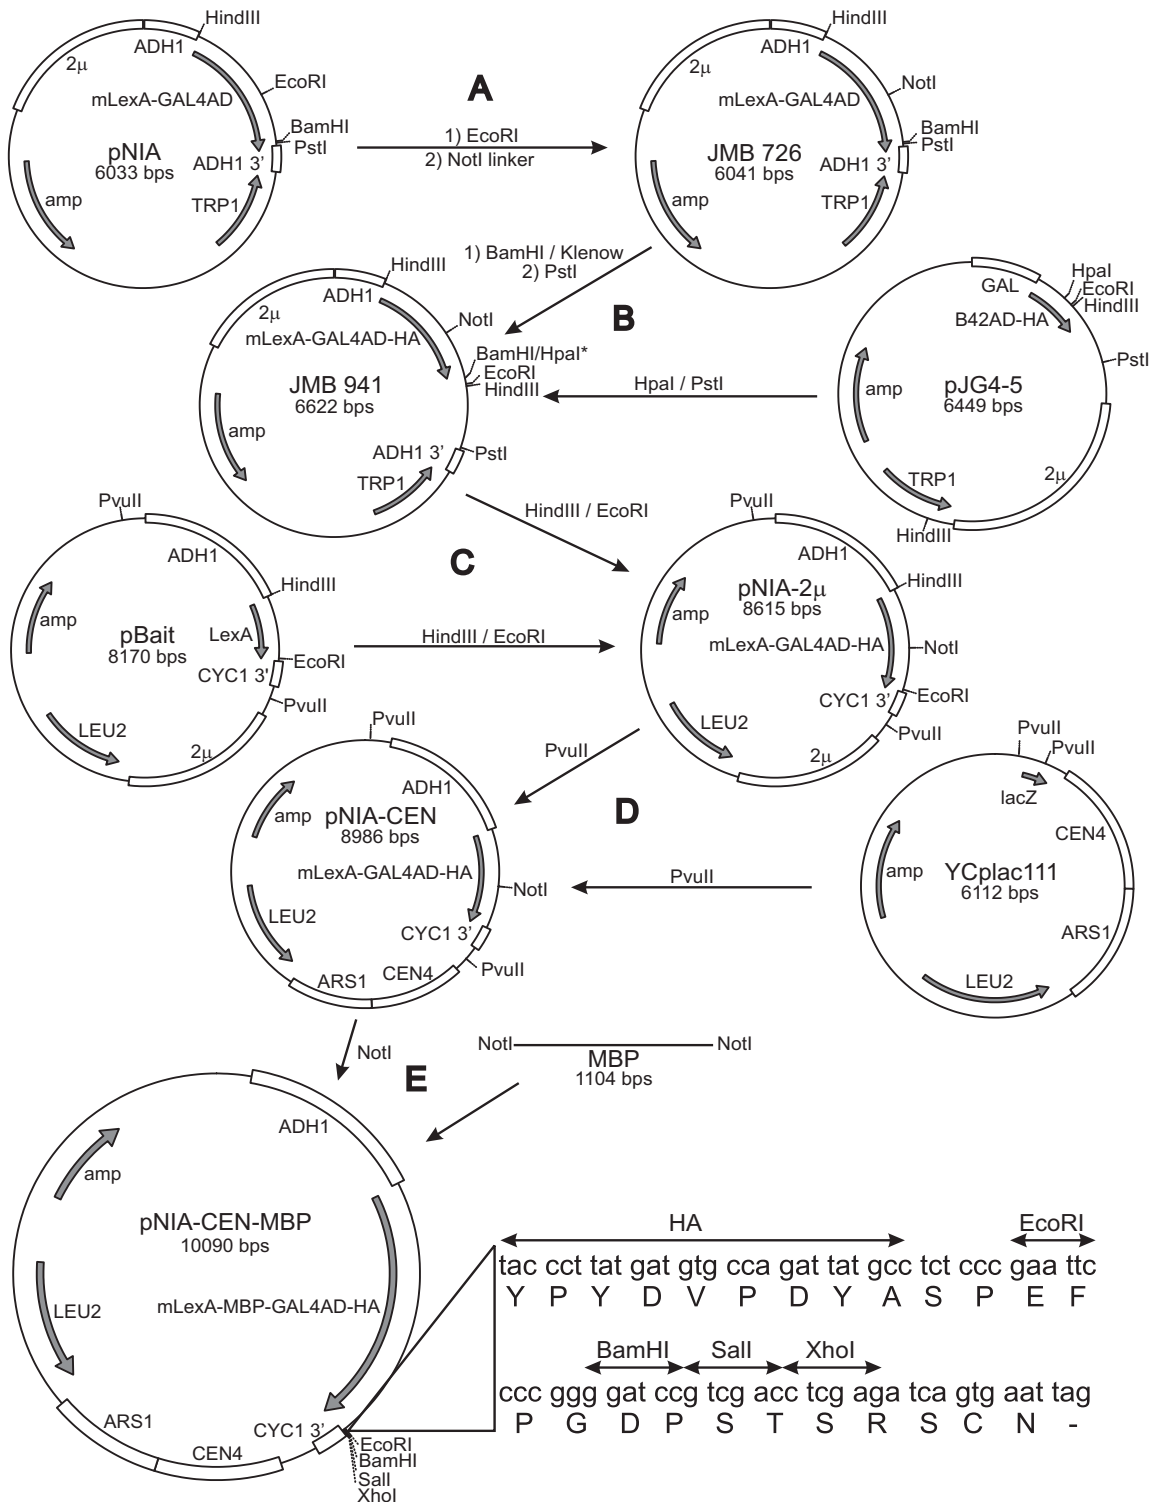 HindIII
ADH1
2µ
EcoRI
mLexA-GAL4AD
BamHI
PstI
pNIA
6033 bps
ADH1 3’
amp
TRP1
A
1) EcoRI
2) NotI linker
HindIII
ADH1
2µ
NotI
mLexA-GAL4AD
BamHI
PstI
JMB 726
6041 bps
ADH1 3’
amp
TRP1
1) BamHI / Klenow
2) PstI
B
HindIII
ADH1
2µ
NotI
mLexA-GAL4AD-HA
BamHI/HpaI*
EcoRI
HindIII
JMB 941
6622 bps
amp
ADH1 3’
PstI
TRP1
HpaI / PstI
HpaI
GAL
EcoRI
HindIII
B42AD-HA
PstI
amp
pJG4-5
6449 bps
TRP1
2µ
HindIII
HindIII / EcoRI
C
PvuII
ADH1
HindIII
amp
pBait
8170 bps
LexA
EcoRI
CYC1 3'
PvuII
LEU2
2µ
HindIII / EcoRI
PvuII
ADH1
pNIA-2µ
8615 bps
HindIII
amp
mLexA-GAL4AD-HA
NotI
CYC1 3’
EcoRI
LEU2
PvuII
2µ
PvuII
D
PvuII
ADH1
amp
pNIA-CEN
8986 bps
mLexA-GAL4AD-HA
NotI
LEU2
CYC1 3’
PvuII
ARS1
CEN4
PvuII
PvuII
PvuII
lacZ
CEN4
amp
YCplac111
6112 bps
ARS1
LEU2
NotI
E
NotI
NotI
MBP
1104 bps
ADH1
amp
pNIA-CEN-MBP
10090 bps
LEU2
mLexA-MBP-GAL4AD-HA
ARS1
CEN4
CYC1 3’
EcoRI
BamHI
SalI
XhoI
HA
EcoRI
tac cct tat gat gtg cca gat tat gcc tct ccc gaa ttc
Y P Y D V P D Y A S P E F
BamHI SalI XhoI
ccc ggg gat ccg tcg acc tcg aga tca gtg aat tag
P G D P S T S R S C N -